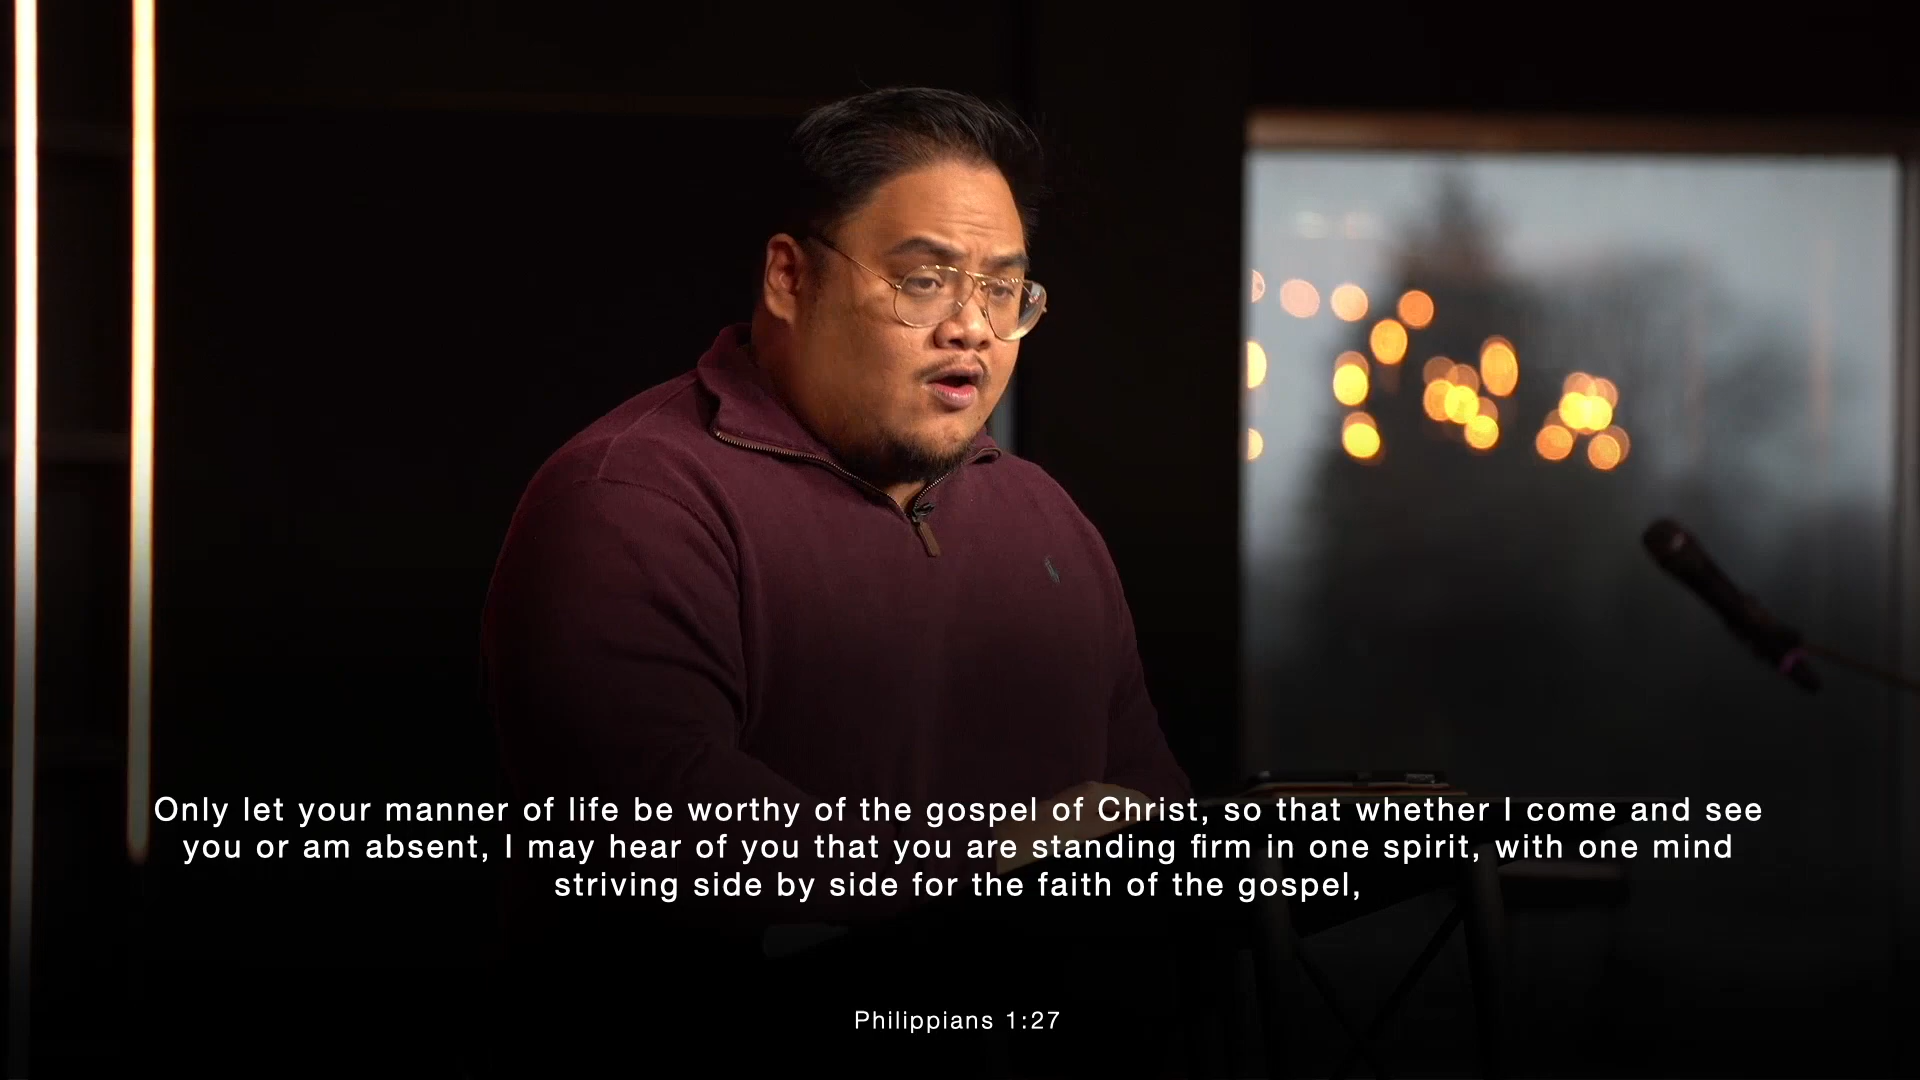 Only let your manner of life be worthy of the gospel of Christ, so that whether I come and see
you or am absent, I may hear of you that you are standing firm in one spirit, with one mind
striving side by side for the faith of the gospel,
Philippians 1:27